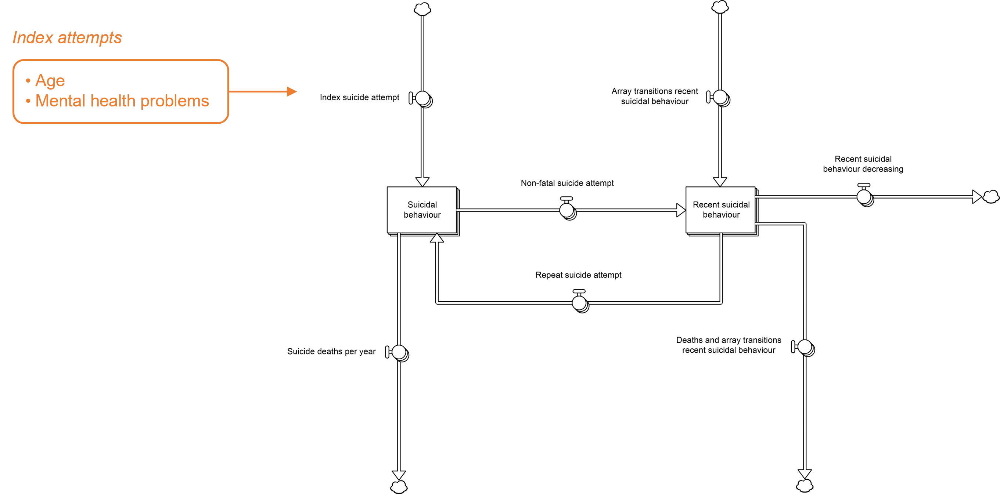 Index attempts
• Age
• Mental health problems
Index suicide attempt
Array transitions recent
suicidal behaviour
Recent suicidal
behaviour decreasing
Non-fatal suicide attempt
Suicidal
behaviour
Recent suicidal
behaviour
Repeat suicide attempt
Suicide deaths per year
Deaths and array transitions
recent suicidal behaviour